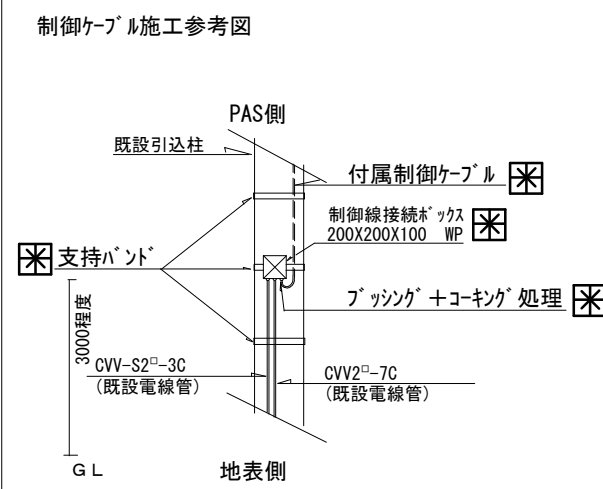 制御ケーブル施工参考図
PAS側
既設引込柱
付属制御ケーブル
制御線接続ボックス
200X200X100 WP
支持バンド
ブッシング+コーキング処理
3000程度
CVV-S2□-3C
(既設電線管)
CVV2□-7C
(既設電線管)
GL
地表側